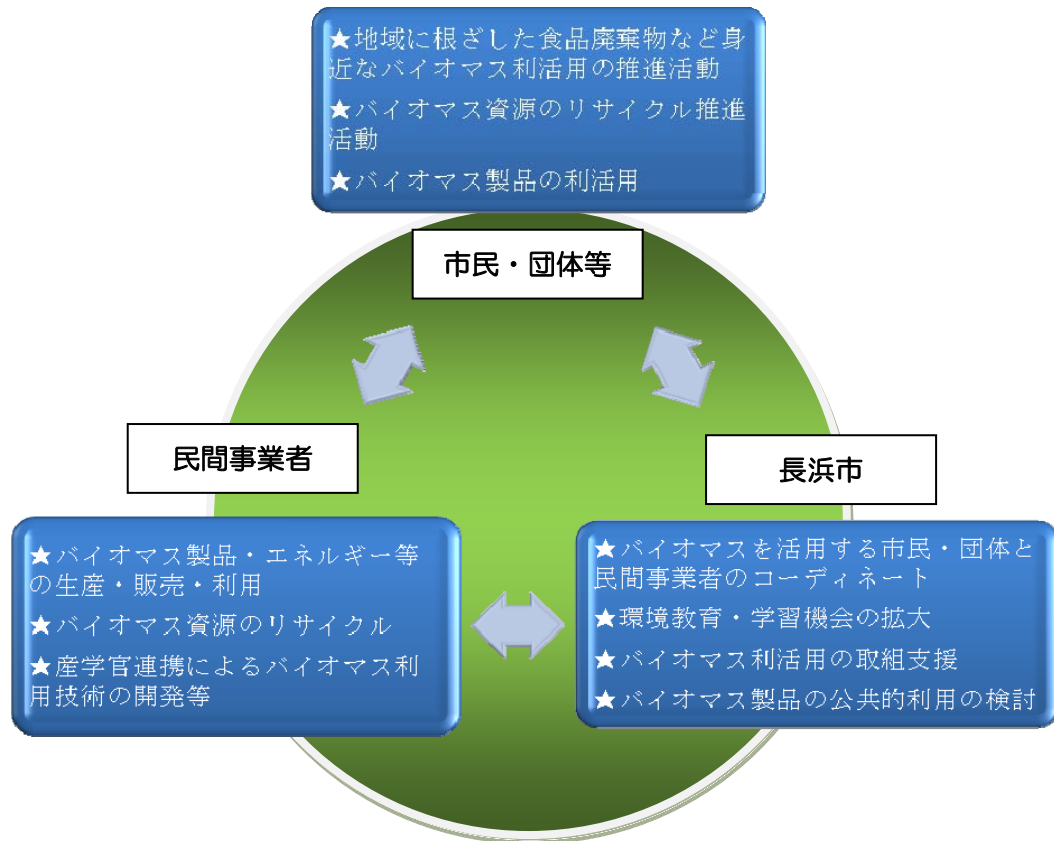 ★地域に根ざした食品廃棄物など身
近なバイオマス利活用の推進活動
★バイオマス資源のリサイクル推進
活動
★バイオマス製品の利活用
市民・団体等
民間事業者
長浜市
★バイオマス製品・エネルギー等
の生産・販売・利用
★バイオマス資源のリサイクル
★産学官連携によるバイオマス利
用技術の開発等
★バイオマスを活用する市民・団体と
民間事業者のコーディネート
★環境教育・学習機会の拡大
★バイオマス利活用の取組支援
★バイオマス製品の公共的利用の検討